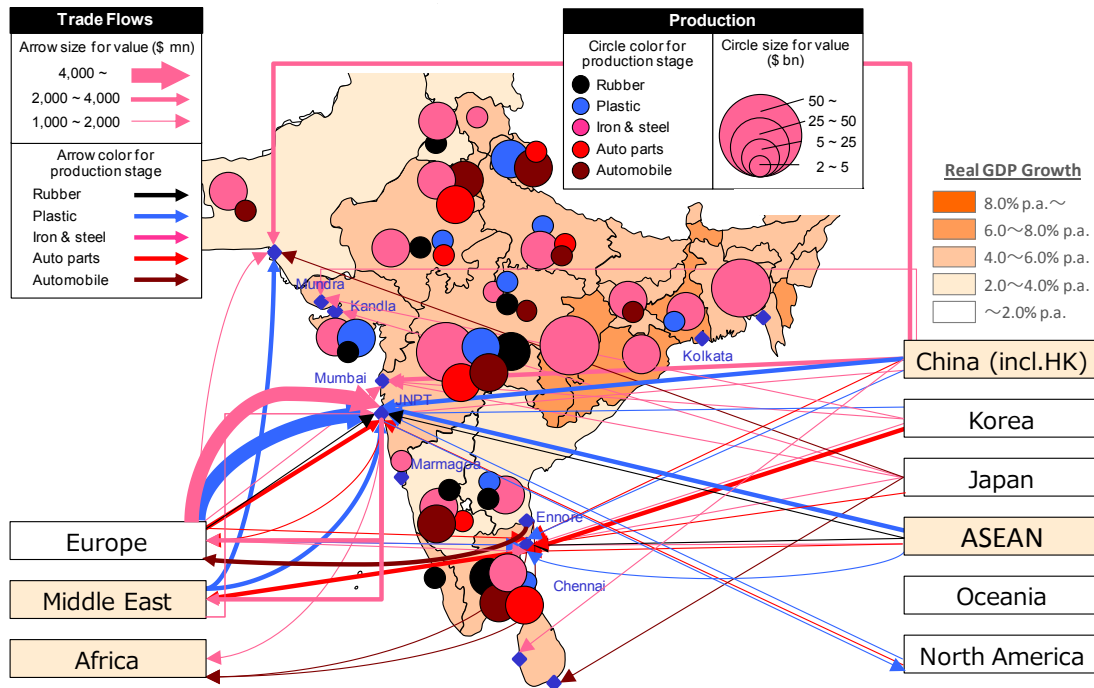 Trade Flows
Arrow size for value ($ mn)
4,000 ~
2,000 ~ 4,000
1,000 ~ 2,000
Arrow color for
production stage
Rubber
Plastic
Iron & steel
Auto parts
Automobile
Production
Circle color for
production stage
Rubber
Plastic
Iron & steel
Auto parts
Automobile
Circle size for value
($ bn)
50 ~
25 ~ 50
5 ~ 25
2 ~ 5
Real GDP Growth
8.0% p.a.～
6.0～8.0% p.a.
4.0～6.0% p.a.
2.0～4.0% p.a.
～2.0% p.a.
Mundra
Kandla
Mumbai
JNPT
Marmagoa
Kolkata
Ennore
Chennai
Europe
Middle East
Africa
China (incl.HK)
Korea
Japan
ASEAN
Oceania
North America